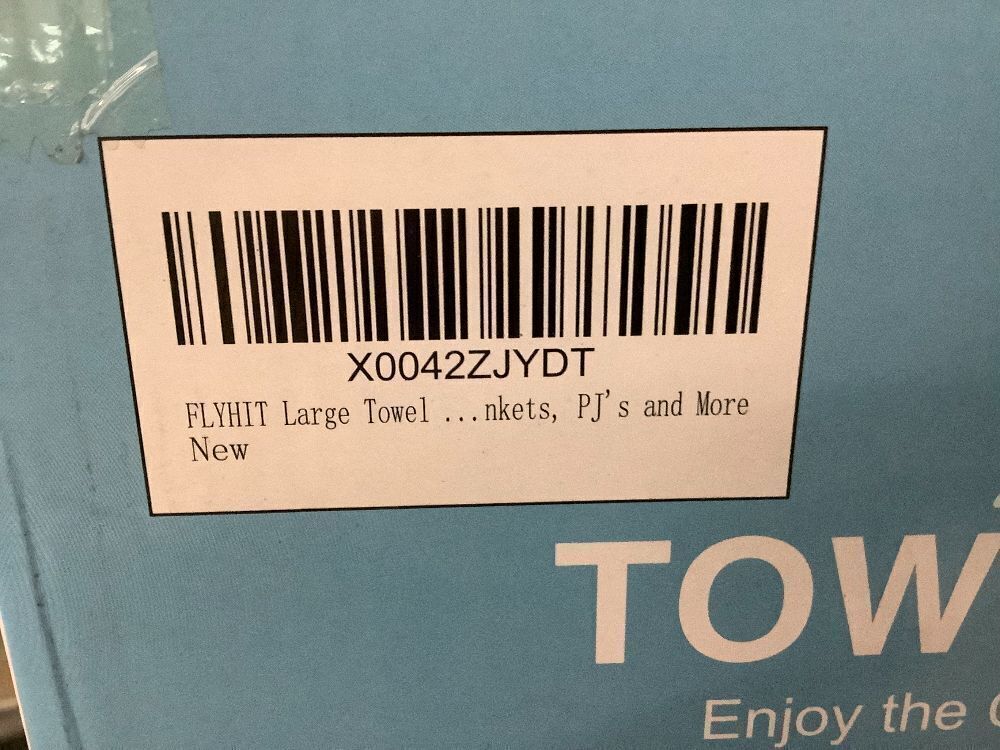 X0042ZJYDT
FLYHIT Large Towel ...nkets, PJ's and More
New
TOW
Enjoy the